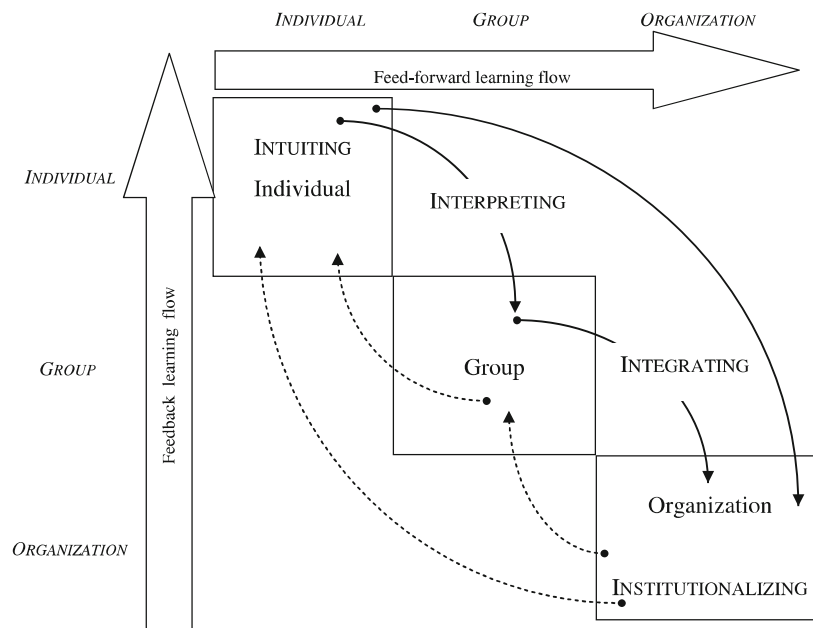 INDIVIDUAL GROUP ORGANIZATION
Feed-forward learning flow
INTUITING
Individual
INDIVIDUAL
INTERPRETING
Feedback learning flow
GROUP
Group
INTEGRATING
Organization
ORGANIZATION
INSTITUTIONALIZING